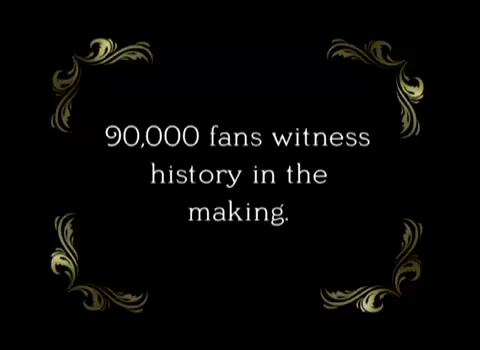 90,000 fans witness
history in the
making.